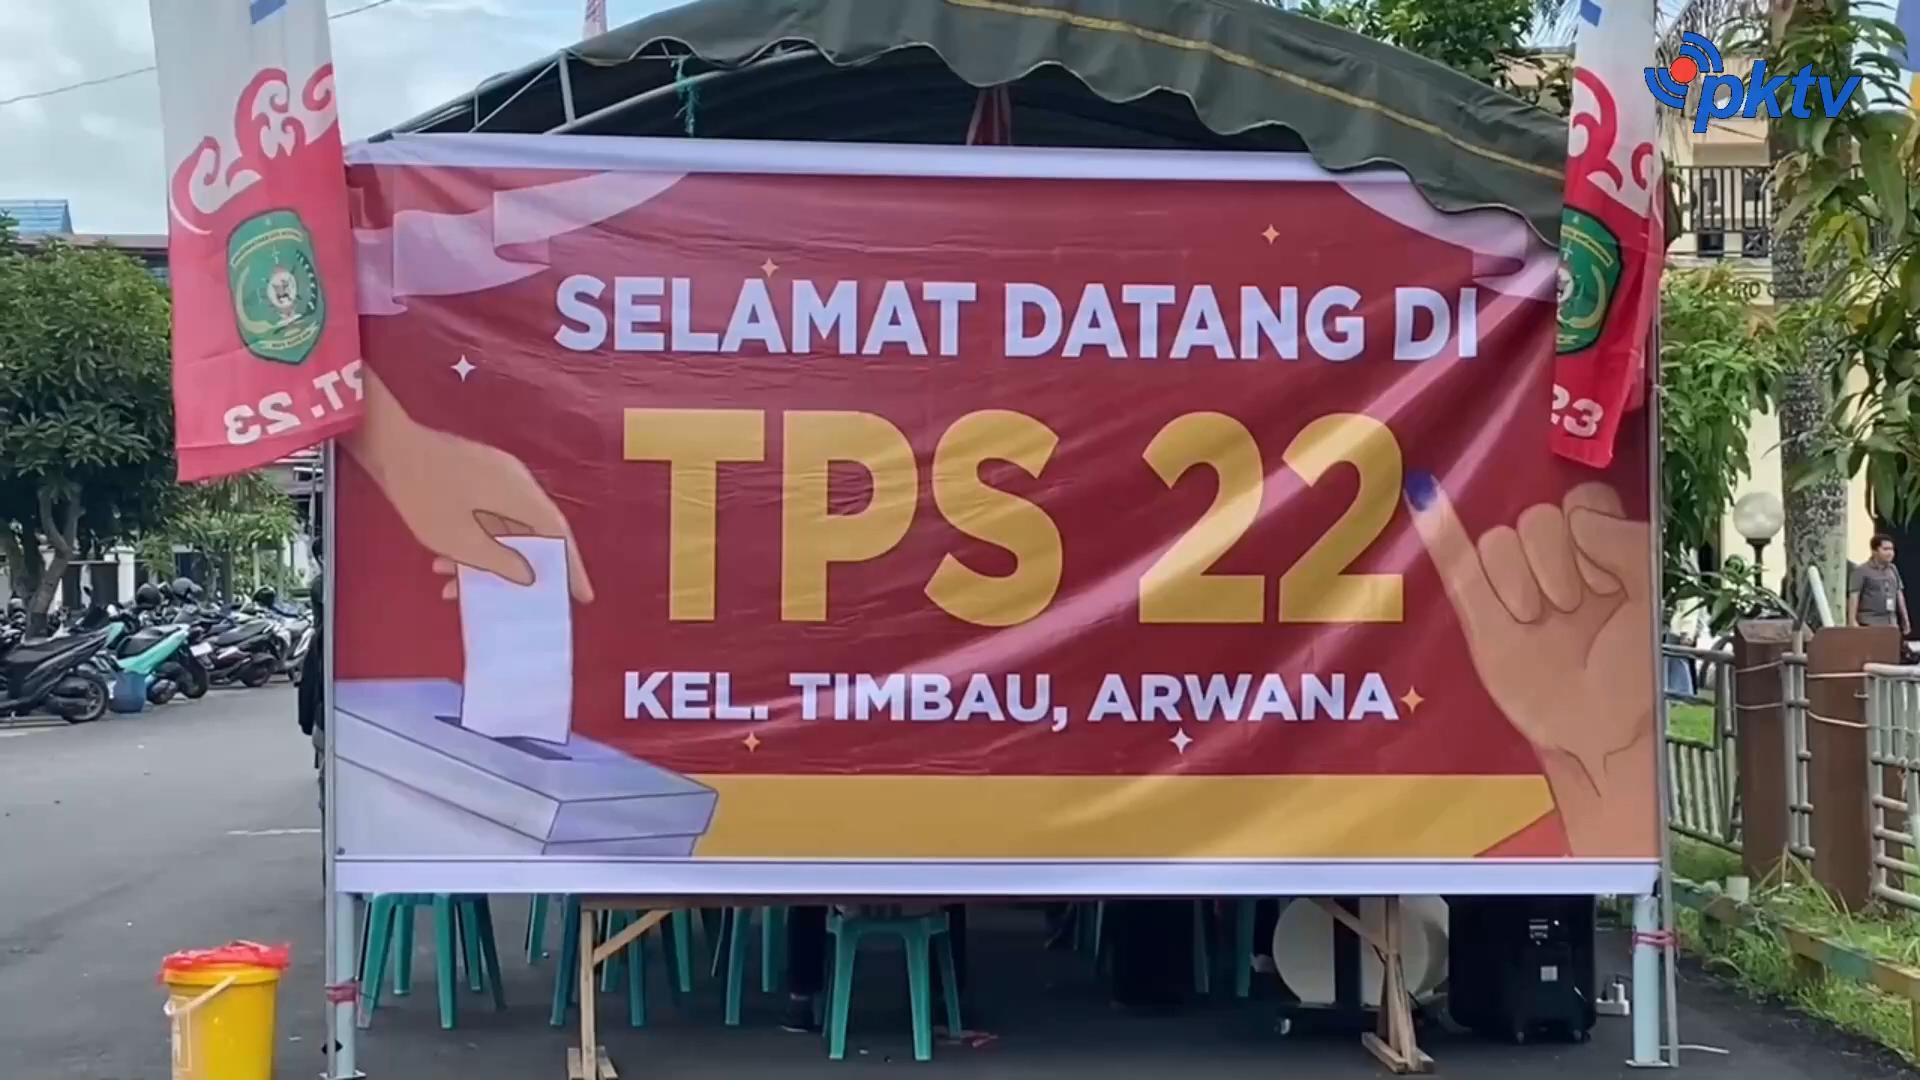 pktv
SELAMAT DATANG DI
TPS 22
KEL. TIMBAU, ARWANA
RT. 23
23